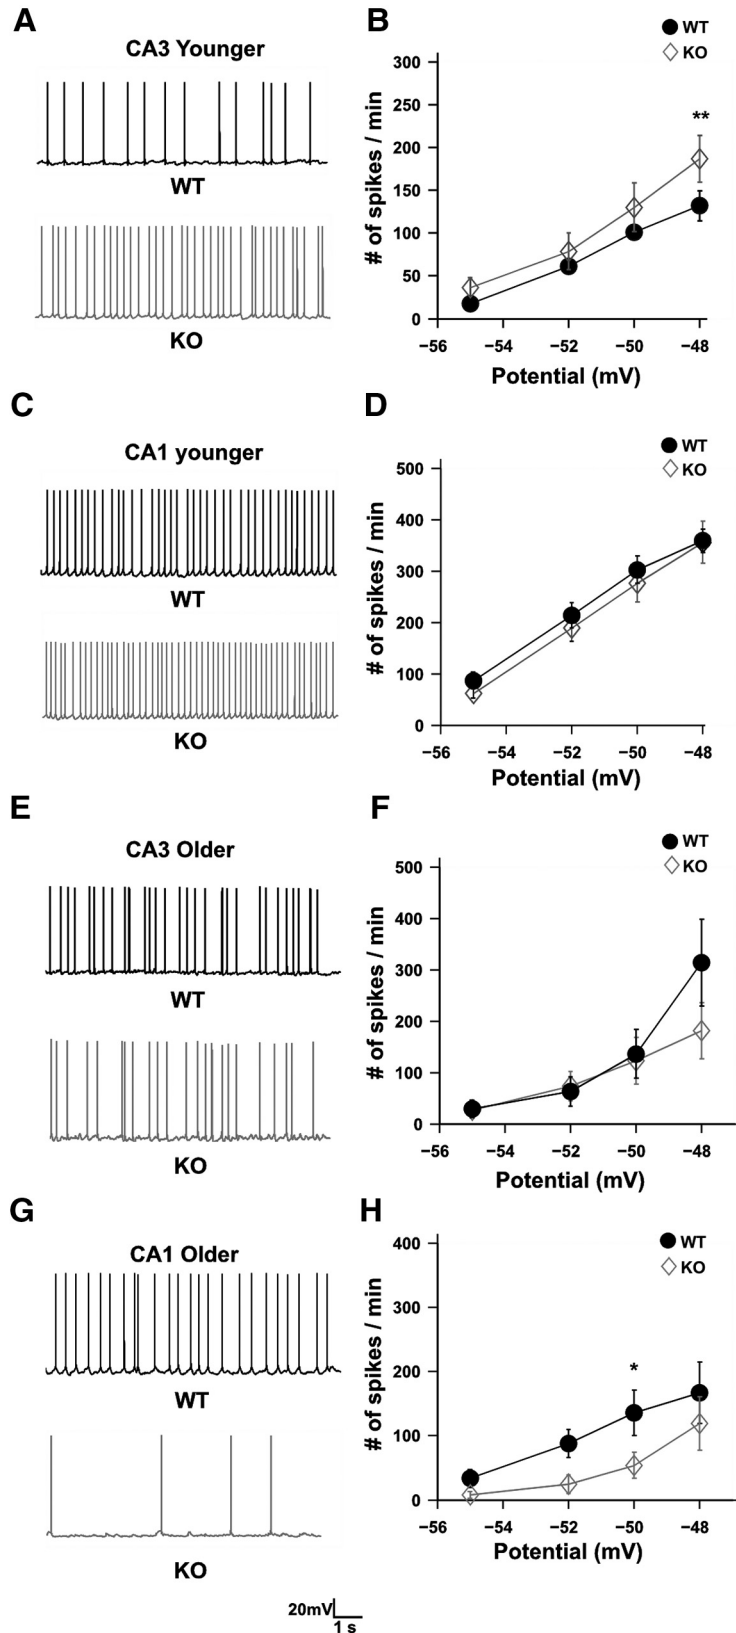 A
CA3 Younger
WT
KO
B
WT
KO
**
# of spikes / min
300
250
200
150
100
50
0
−56 −54 −52 −50 −48
Potential (mV)
C
CA1 younger
WT
KO
D
WT
KO
# of spikes / min
500
400
300
200
100
0
−56 −54 −52 −50 −48
Potential (mV)
E
CA3 Older
WT
KO
F
WT
KO
# of spikes / min
500
400
300
200
100
0
−56 −54 −52 −50 −48
Potential (mV)
G
CA1 Older
WT
KO
20mV
1 s
H
WT
KO
*
# of spikes / min
400
300
200
100
0
−56 −54 −52 −50 −48
Potential (mV)